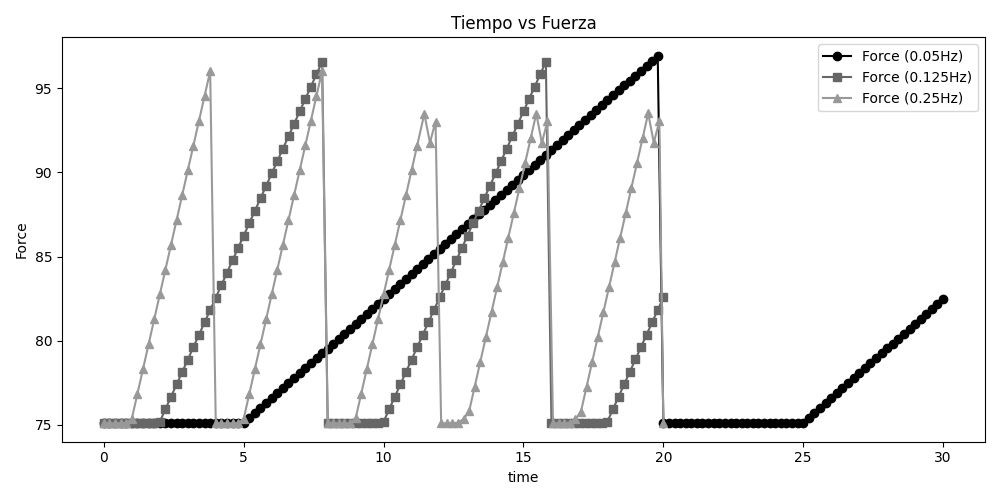 Tiempo vs Fuerza
Force (0.05Hz)
Force (0.125Hz)
Force (0.25Hz)
Force
95
90
85
80
75
0 5 10 15 20 25 30
time